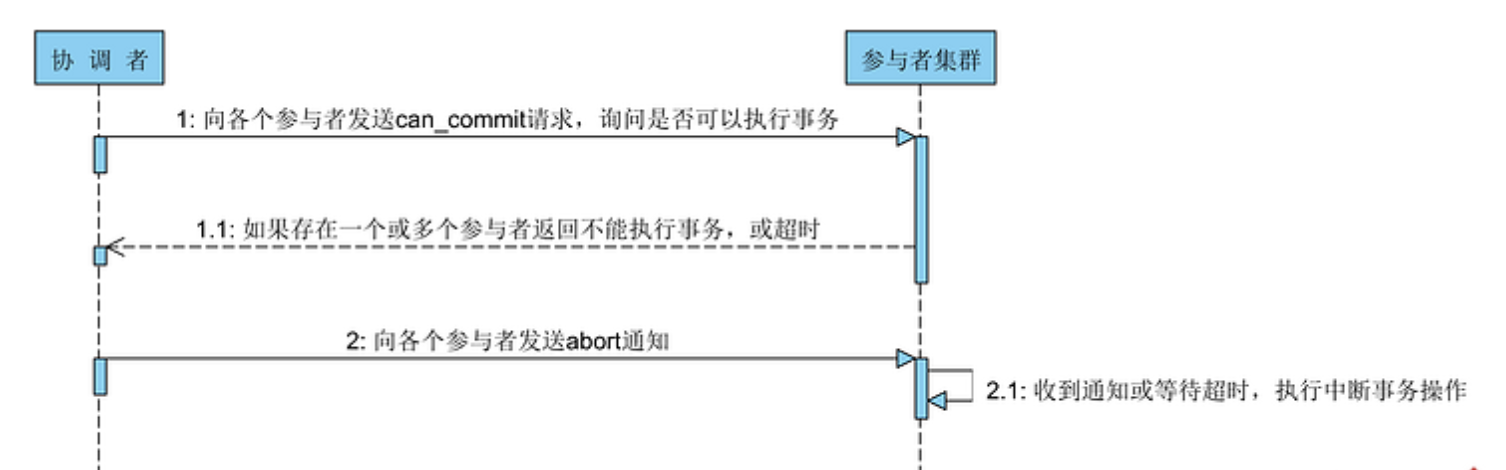 协 调 者
参与者集群
1: 向各个参与者发送can_commit请求，询问是否可以执行事务
1.1: 如果存在一个或多个参与者返回不能执行事务，或超时
2: 向各个参与者发送abort通知
2.1: 收到通知或等待超时，执行中断事务操作